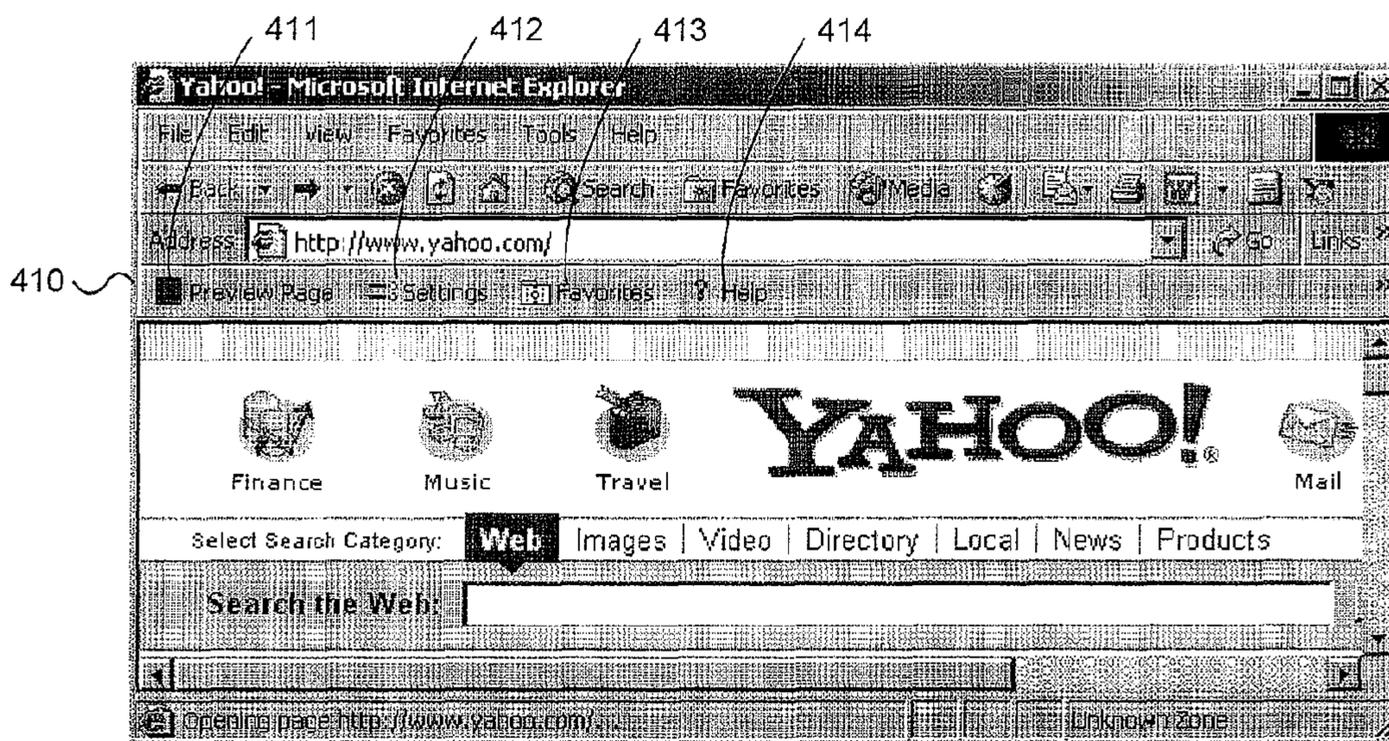 411 412 413 414
Yahoo! - Microsoft Internet Explorer
File Edit View Favorites Tools Help
Back Search Favorites Media
Address http://www.yahoo.com/ Go Links »
410
Preview Page Settings Favorites ? Help »
Finance Music Travel YAHOO!® Mail
Select Search Category: Web Images | Video | Directory | Local | News | Products
Search the Web:
Opening page http://www.yahoo.com/... Unknown Zone